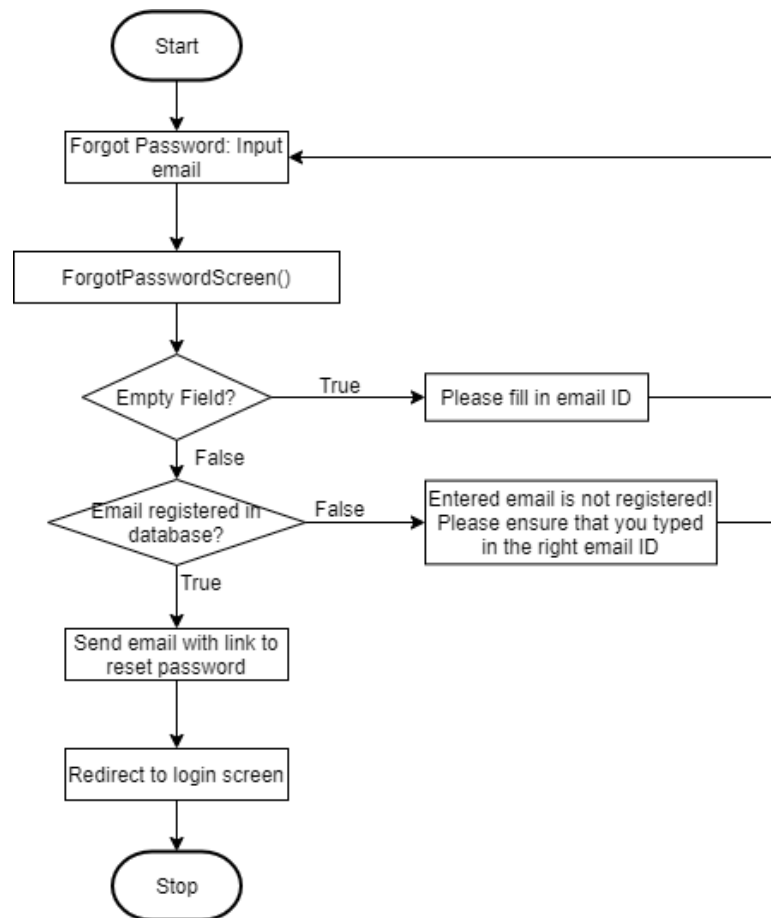 Start
Forgot Password: Input
email
ForgotPasswordScreen()
Empty Field?
True
Please fill in email ID
False
Email registered in
database?
False
Entered email is not registered!
Please ensure that you typed
in the right email ID
True
Send email with link to
reset password
Redirect to login screen
Stop